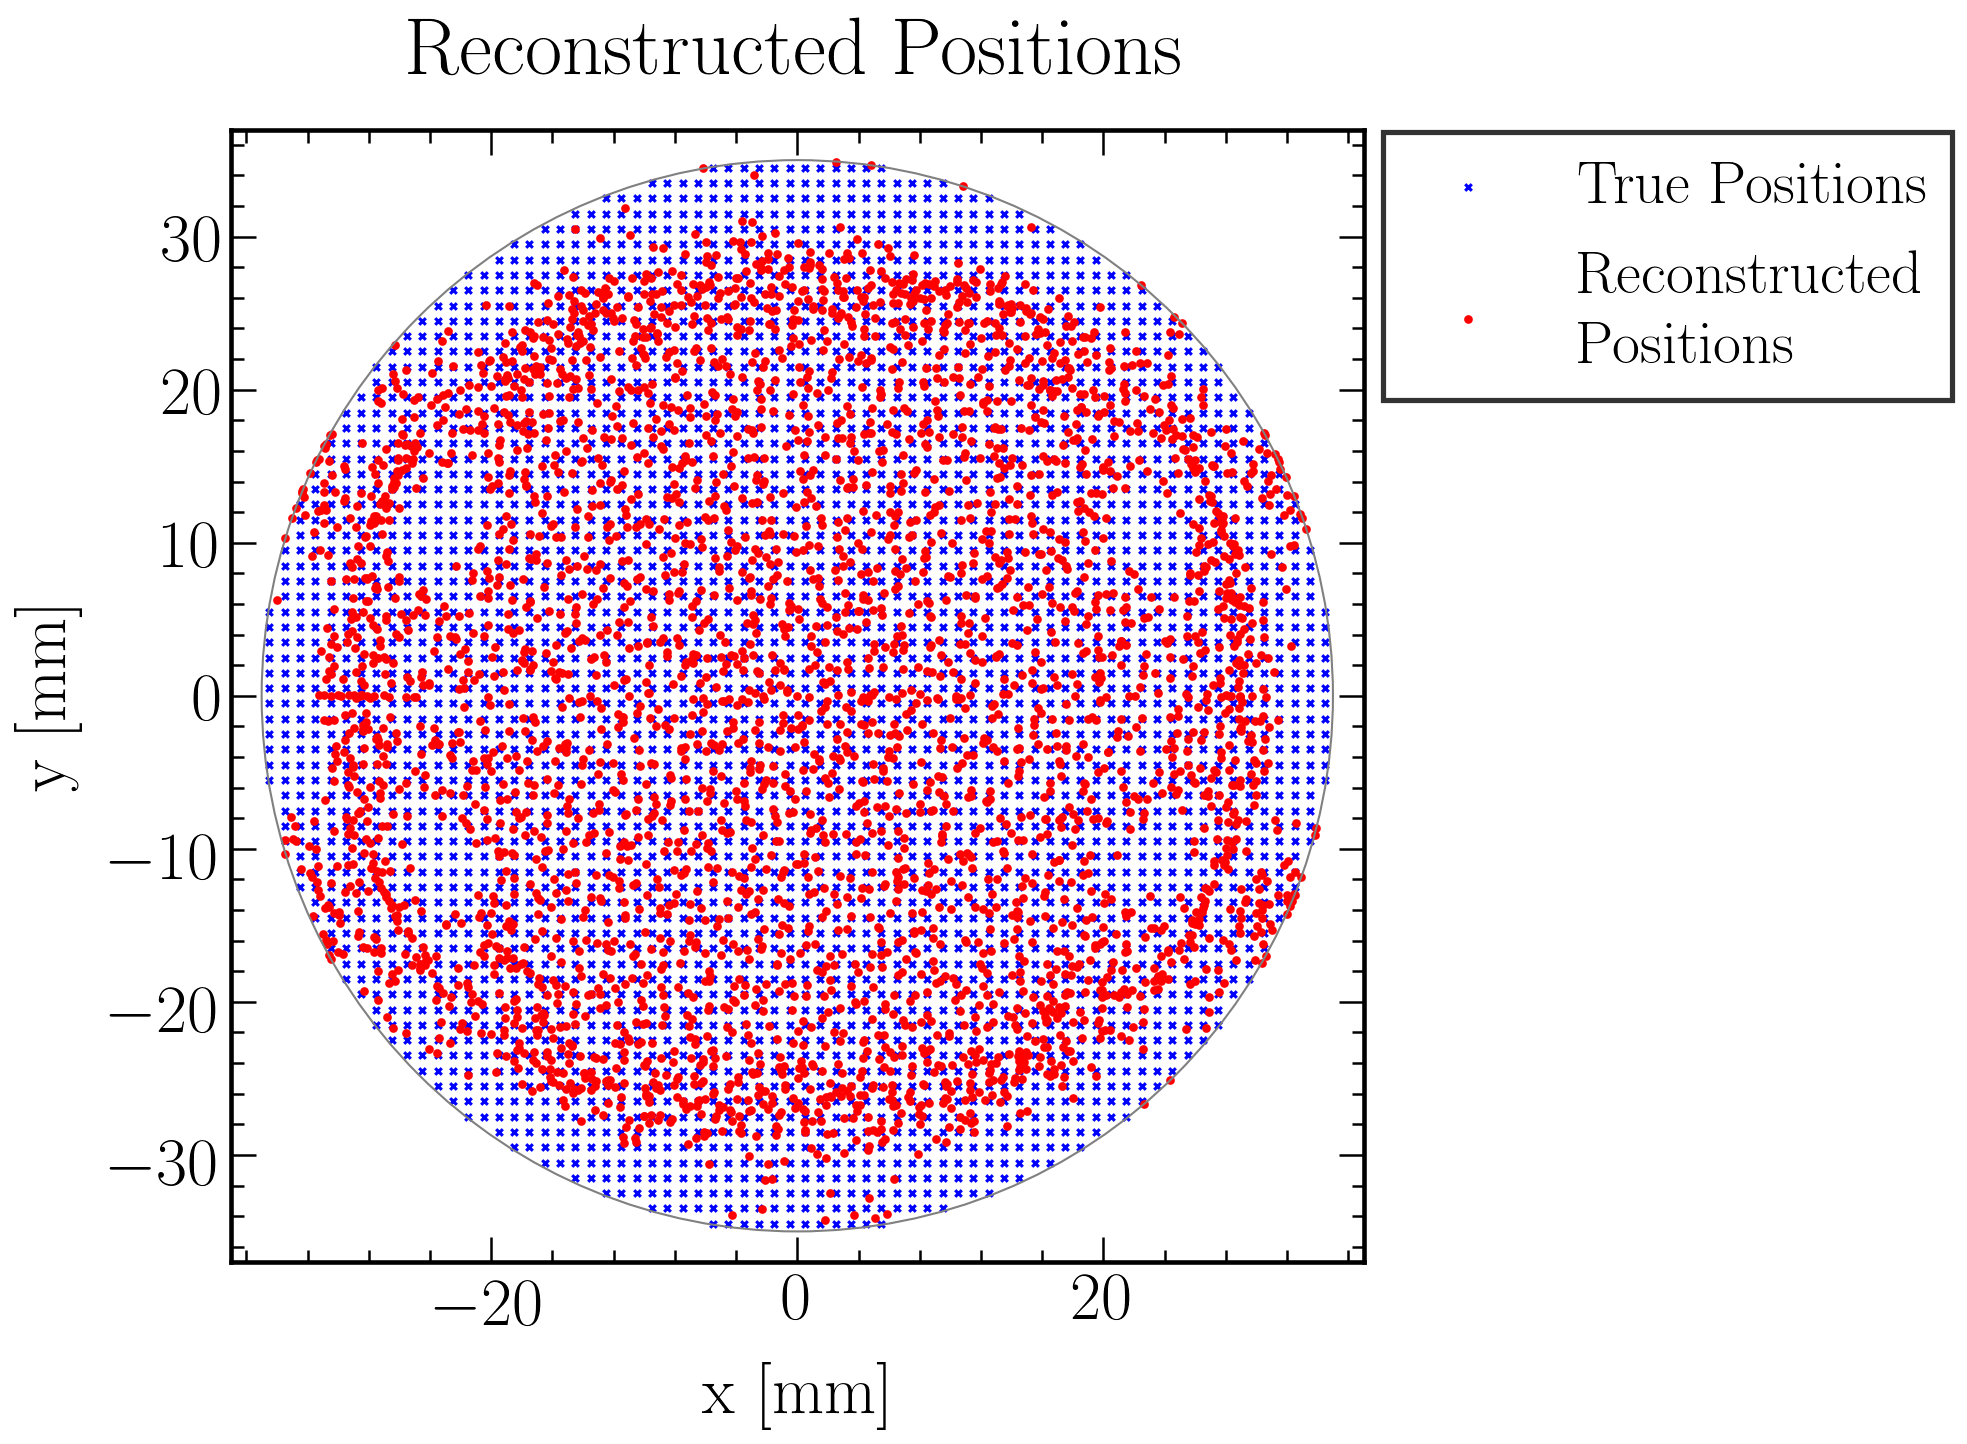 Reconstructed Positions
True Positions
Reconstructed
Positions
30
20
10
0
−10
−20
−30
y [mm]
−20 0 20
x [mm]